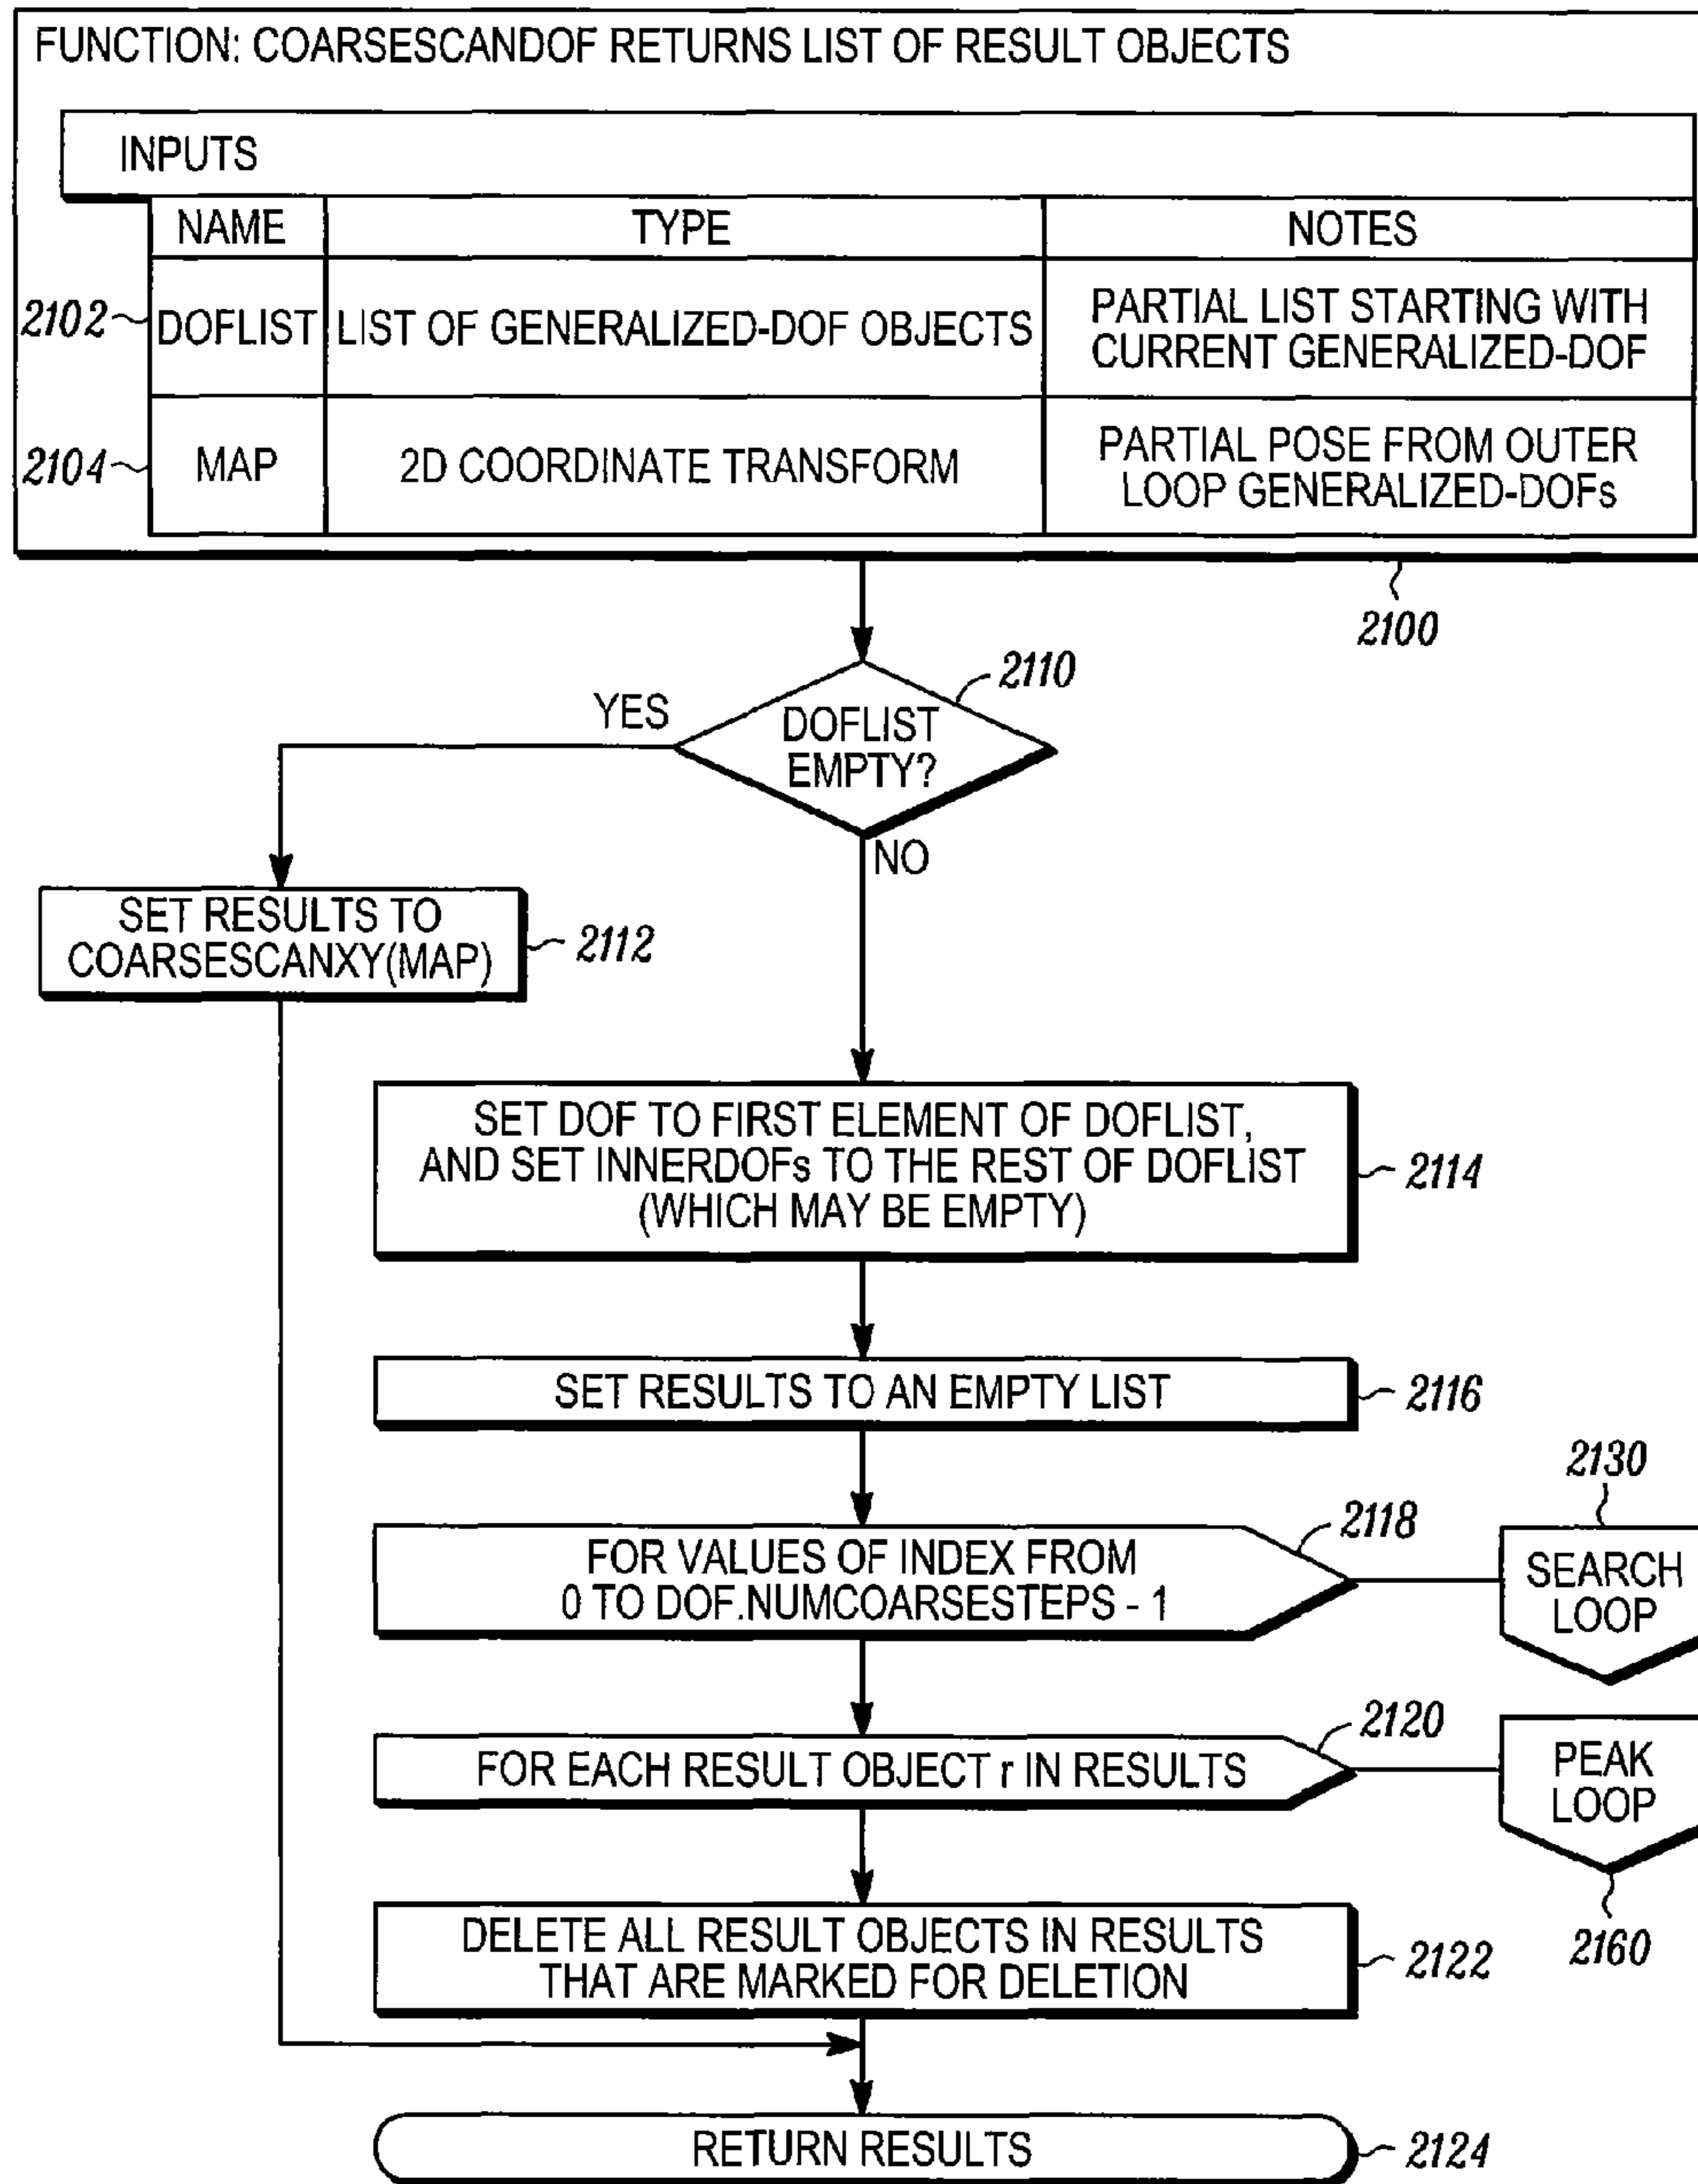 FUNCTION: COARSESCANDOF RETURNS LIST OF RESULT OBJECTS
INPUTS
NAME TYPE NOTES
2102 DOFLIST LIST OF GENERALIZED-DOF OBJECTS PARTIAL LIST STARTING WITH
CURRENT GENERALIZED-DOF
2104 MAP 2D COORDINATE TRANSFORM PARTIAL POSE FROM OUTER
LOOP GENERALIZED-DOFs
2100
2110
YES
DOFLIST
EMPTY?
NO
SET RESULTS TO
COARSESCANXY(MAP)
2112
SET DOF TO FIRST ELEMENT OF DOFLIST,
AND SET INNERDOFs TO THE REST OF DOFLIST
(WHICH MAY BE EMPTY)
2114
SET RESULTS TO AN EMPTY LIST
2116
2130
2118
FOR VALUES OF INDEX FROM
0 TO DOF.NUMCOARSESTEPS - 1
SEARCH
LOOP
2120
FOR EACH RESULT OBJECT r IN RESULTS
PEAK
LOOP
2160
DELETE ALL RESULT OBJECTS IN RESULTS
THAT ARE MARKED FOR DELETION
2122
RETURN RESULTS
2124